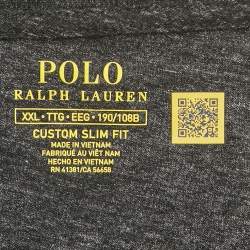 POLO
RALPH LAUREN
XXL • TTG • EEG • 190/108B
CUSTOM SLIM FIT
MADE IN VIETNAM
FABRIQUÉ AU VIÊT NAM
HECHO EN VIETNAM
RN 41381/CA 56658